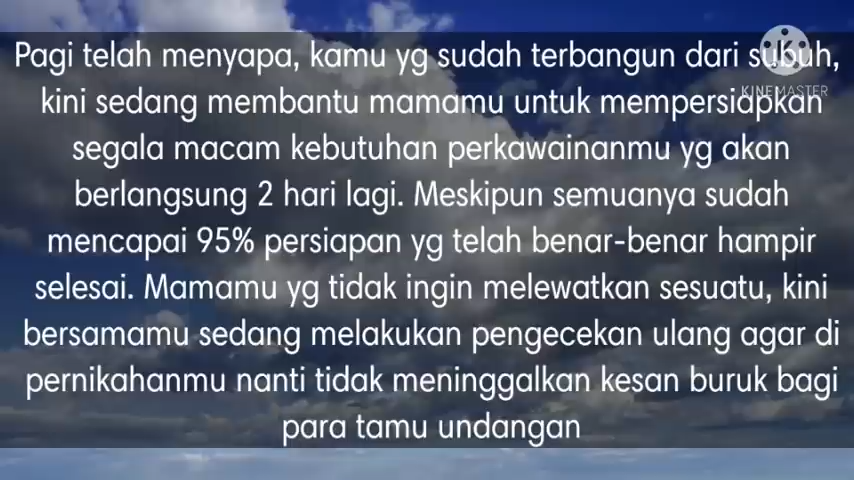 Pagi telah menyapa, kamu yg sudah terbangun dari subuh,
kini sedang membantu mamamu untuk mempersiapkan
segala macam kebutuhan perkawainanmu yg akan
berlangsung 2 hari lagi. Meskipun semuanya sudah
mencapai 95% persiapan yg telah benar-benar hampir
selesai. Mamamu yg tidak ingin melewatkan sesuatu, kini
bersamamu sedang melakukan pengecekan ulang agar di
pernikahanmu nanti tidak meninggalkan kesan buruk bagi
para tamu undangan
K
KINEMASTER